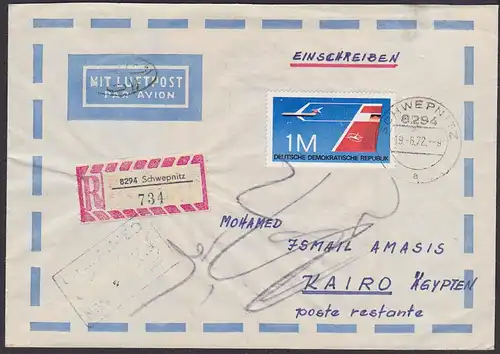 EINSCHREIBEN
MIT LUFTPOST
PAR AVION
1M
DEUTSCHE DEMOKRATISCHE REPUBLIK
SCHWEPNITZ
8294
19.-6.72.--9
a
R
8294 Schwepnitz
734
MOHAMED
ISMAIL AMASIS
KAIRO ÄGYPTEN
poste restante